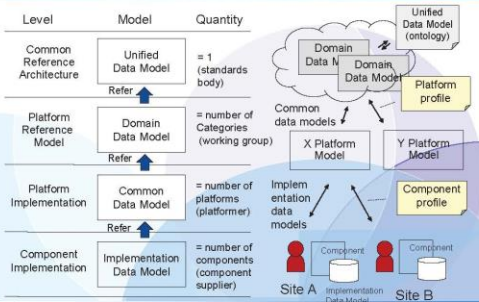 Level
Model
Quantity
Common
Reference
Architecture
Unified
Data Model
= 1
(standards
body)
Refer
Platform
Reference
Model
Domain
Data Model
= number of
Categories
(working group)
Refer
Platform
Implementation
Common
Data Model
= number of
platforms
(platformer)
Refer
Component
Implementation
Implementation
Data Model
= number of
components
(component
supplier)
Unified
Data Model
(ontology)
Domain
Data M
Domain
Data Model
Platform
profile
Common
data models
X Platform
Model
Y Platform
Model
Implem
entation
data
models
Component
profile
Component
Component
Site A
Implementation
Data Model
Site B